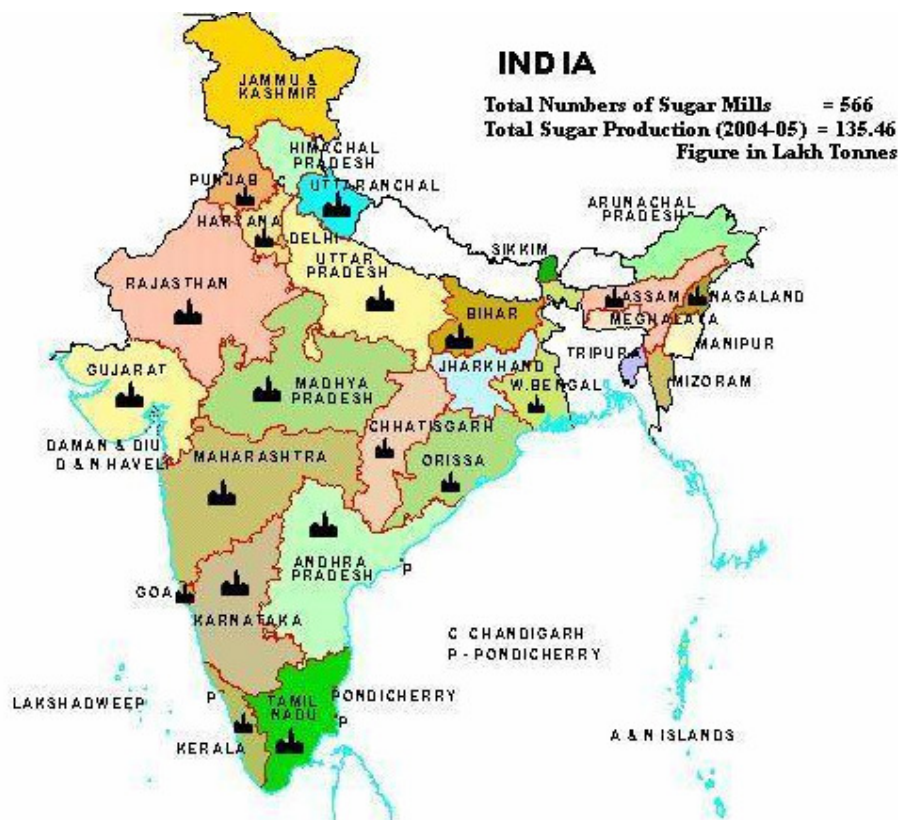 INDIA
Total Numbers of Sugar Mills = 566
Total Sugar Production (2004-05) = 135.46
Figure in Lakh Tonnes
JAMMU &
KASHMIR
HIMACHAL
PRADESH
PUNJAB
C
UTTARANCHAL
ARUNACHAL
PRADESH
HARYANA
DELHI
UTTAR
PRADESH
SIKKIM
RAJASTHAN
BIHAR
ASSAM
NAGALAND
MEGHALAYA
MANIPUR
TRIPURA
MIZORAM
GUJARAT
MADHYA
PRADESH
JHARKHAND
W.BENGAL
CHHATISGARH
DAMAN & DIU
D & N HAVELI
MAHARASHTRA
ORISSA
ANDHRA
PRADESH
P
GOA
KARNATAKA
C CHANDIGARH
P - PONDICHERRY
LAKSHADWEEP
P
TAMIL
NADU
PONDICHERRY
P
KERALA
A & N ISLANDS